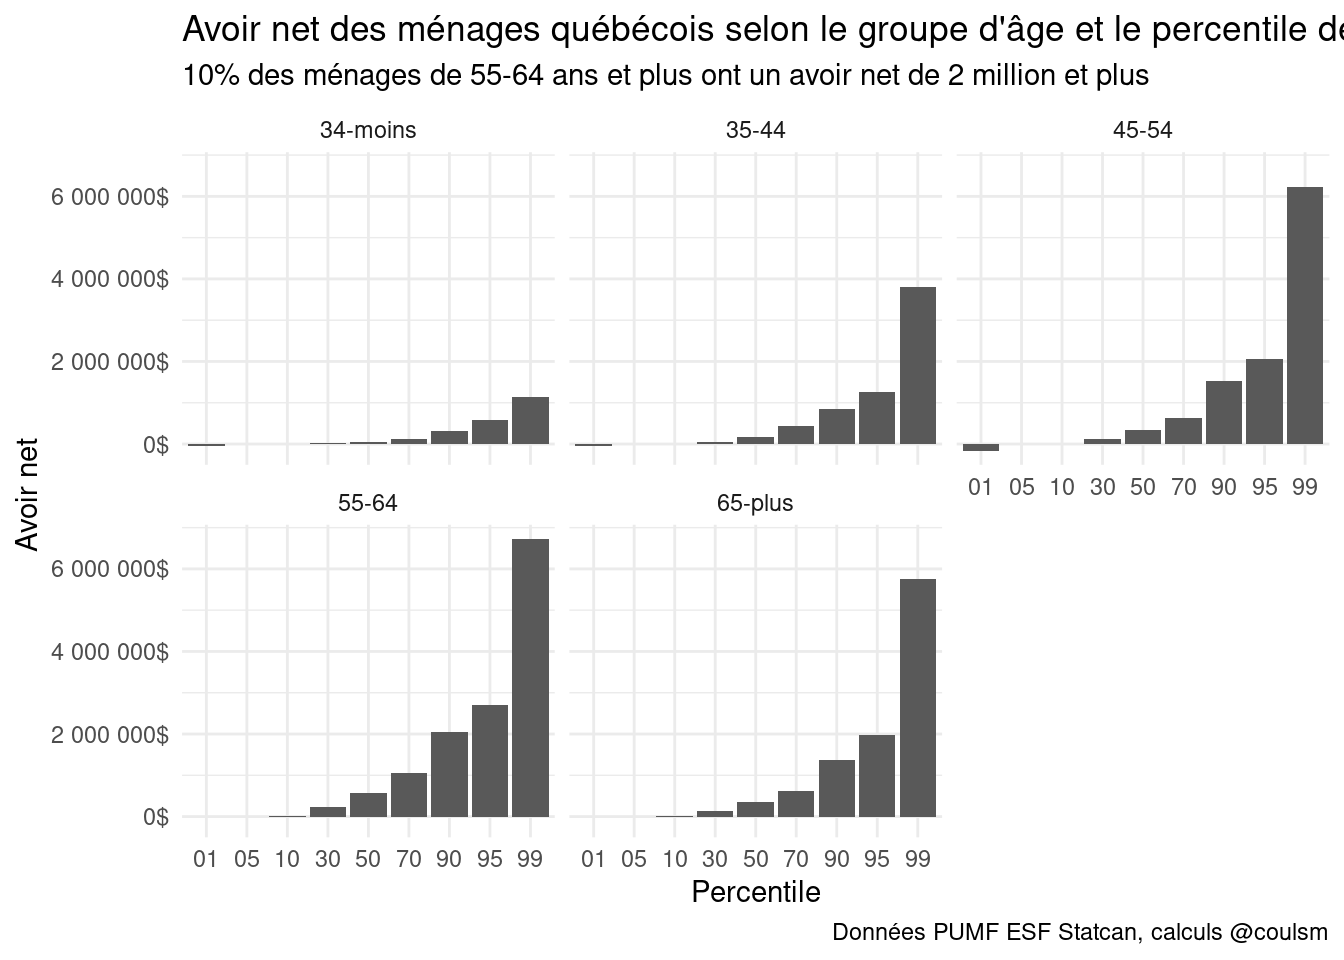 Avoir net des ménages québécois selon le groupe d'âge et le percentile de
10% des ménages de 55-64 ans et plus ont un avoir net de 2 million et plus
34-moins 35-44 45-54
6 000 000$
4 000 000$
2 000 000$
0$
01 05 10 30 50 70 90 95 99
Avoir net
55-64 65-plus
6 000 000$
4 000 000$
2 000 000$
0$
01 05 10 30 50 70 90 95 99 01 05 10 30 50 70 90 95 99
Percentile
Données PUMF ESF Statcan, calculs @coulsm